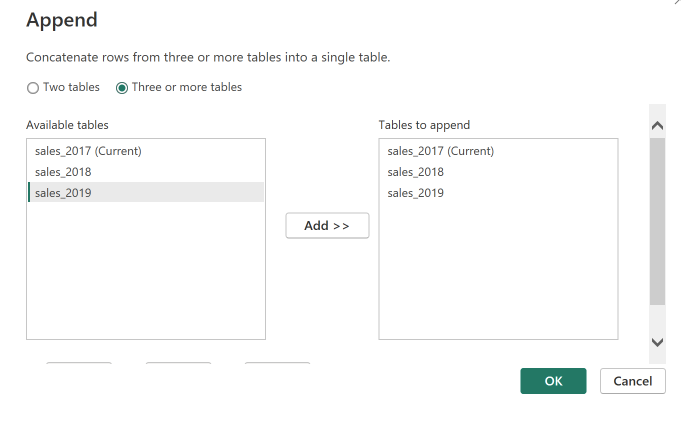 Append
Concatenate rows from three or more tables into a single table.
Two tables
Three or more tables
Available tables
sales_2017 (Current)
sales_2018
sales_2019
Add >>
Tables to append
sales_2017 (Current)
sales_2018
sales_2019
OK
Cancel